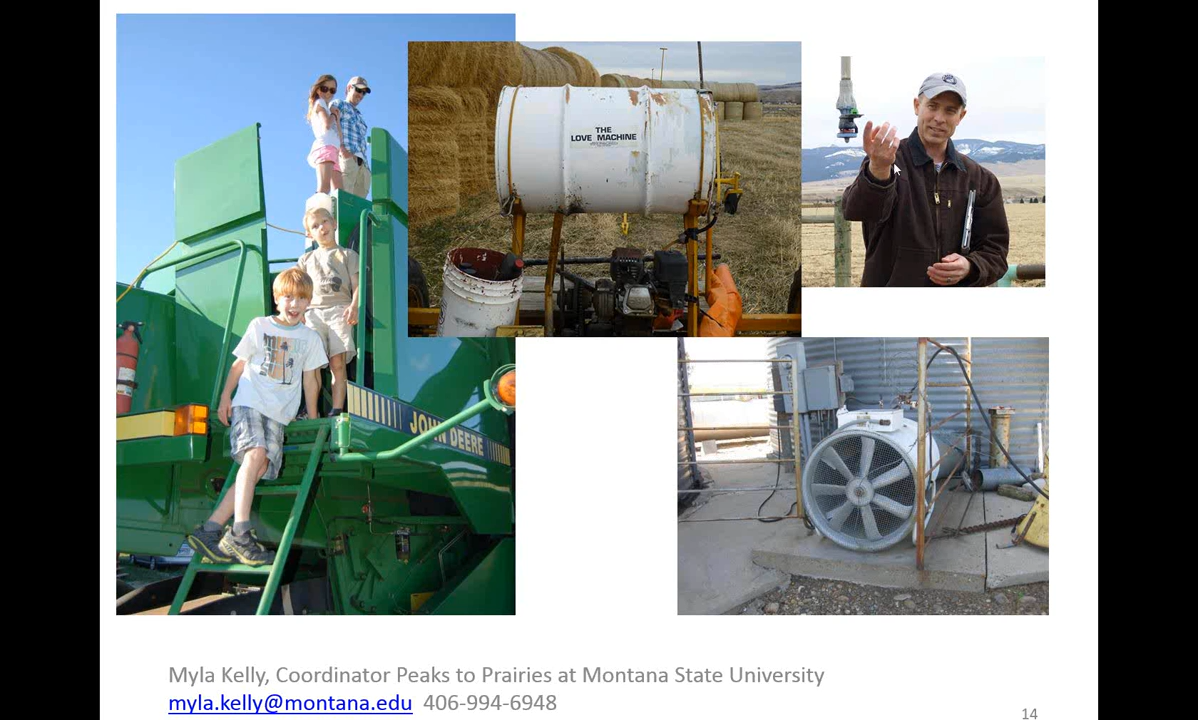 THE
LOVE MACHINE
JOHN DEERE
Myla Kelly, Coordinator Peaks to Prairies at Montana State University
myla.kelly@montana.edu 406-994-6948
14